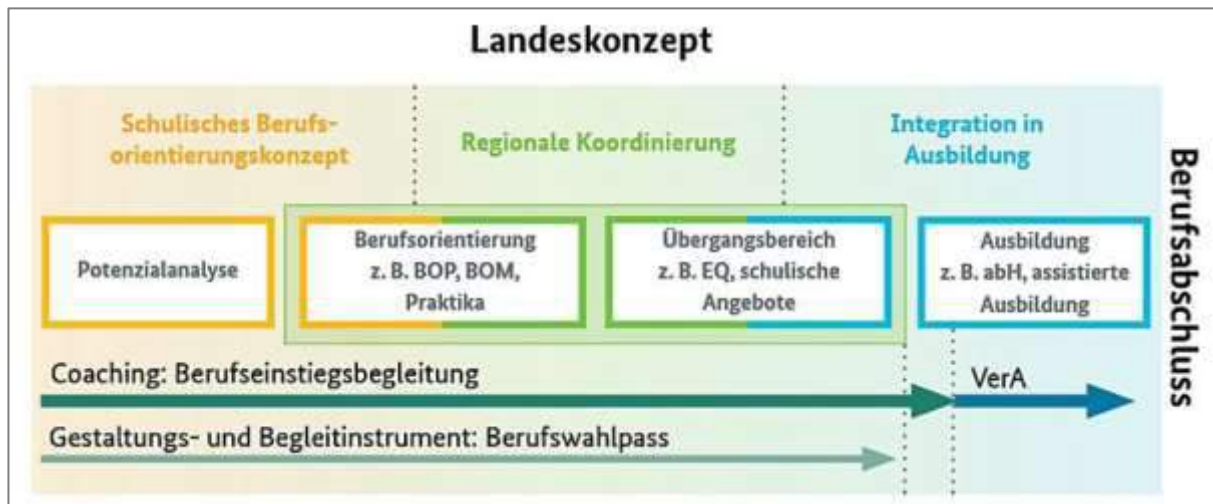 Landeskonzept
Schulisches Berufs-
orientierungskonzept
Regionale Koordinierung
Integration in
Ausbildung
Potenzialanalyse
Berufsorientierung
z. B. BOP, BOM,
Praktika
Übergangsbereich
z. B. EQ, schulische
Angebote
Ausbildung
z. B. abH, assistierte
Ausbildung
Coaching: Berufseinstiegsbegleitung
VerA
Gestaltungs- und Begleitinstrument: Berufswahlpass
Berufsabschluss